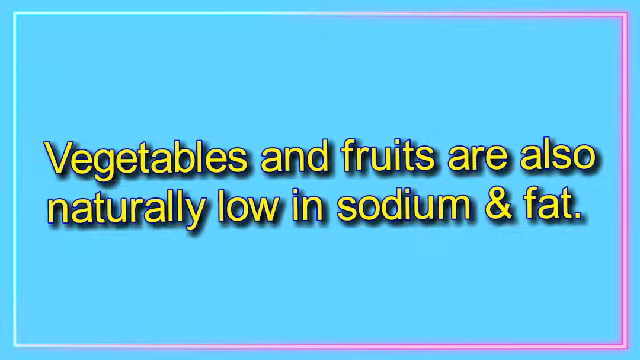 Vegetables and fruits are also
naturally low in sodium & fat.